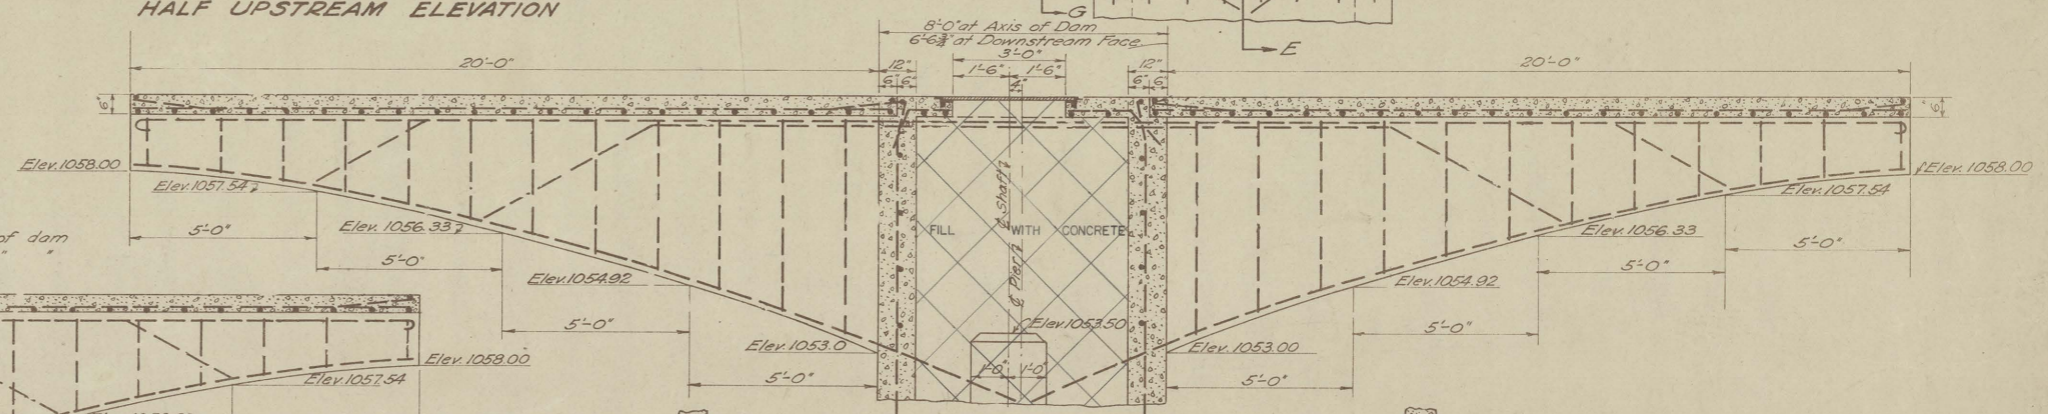 HALF UPSTREAM ELEVATION
G
E
8'-0" at Axis of Dam
6'-6¾" at Downstream Face
3'-0"
20'-0"
12"
1'-6"
1'-6"
12"
20'-0"
6" 6"
4"
6" 6"
6"
6"
Elev. 1058.00
Elev. 1057.54
Elev. 1056.33
Elev. 1054.92
Elev. 1053.0
5'-0"
5'-0"
5'-0"
5'-0"
FILL WITH CONCRETE
℄ Pier & ℄ Shaft
Elev. 1053.50
1'-0" 1'-0"
Elev. 1058.00
Elev. 1057.54
Elev. 1056.33
Elev. 1054.92
Elev. 1053.00
5'-0"
5'-0"
5'-0"
5'-0"
of dam
" "
Elev. 1058.00
Elev. 1057.54